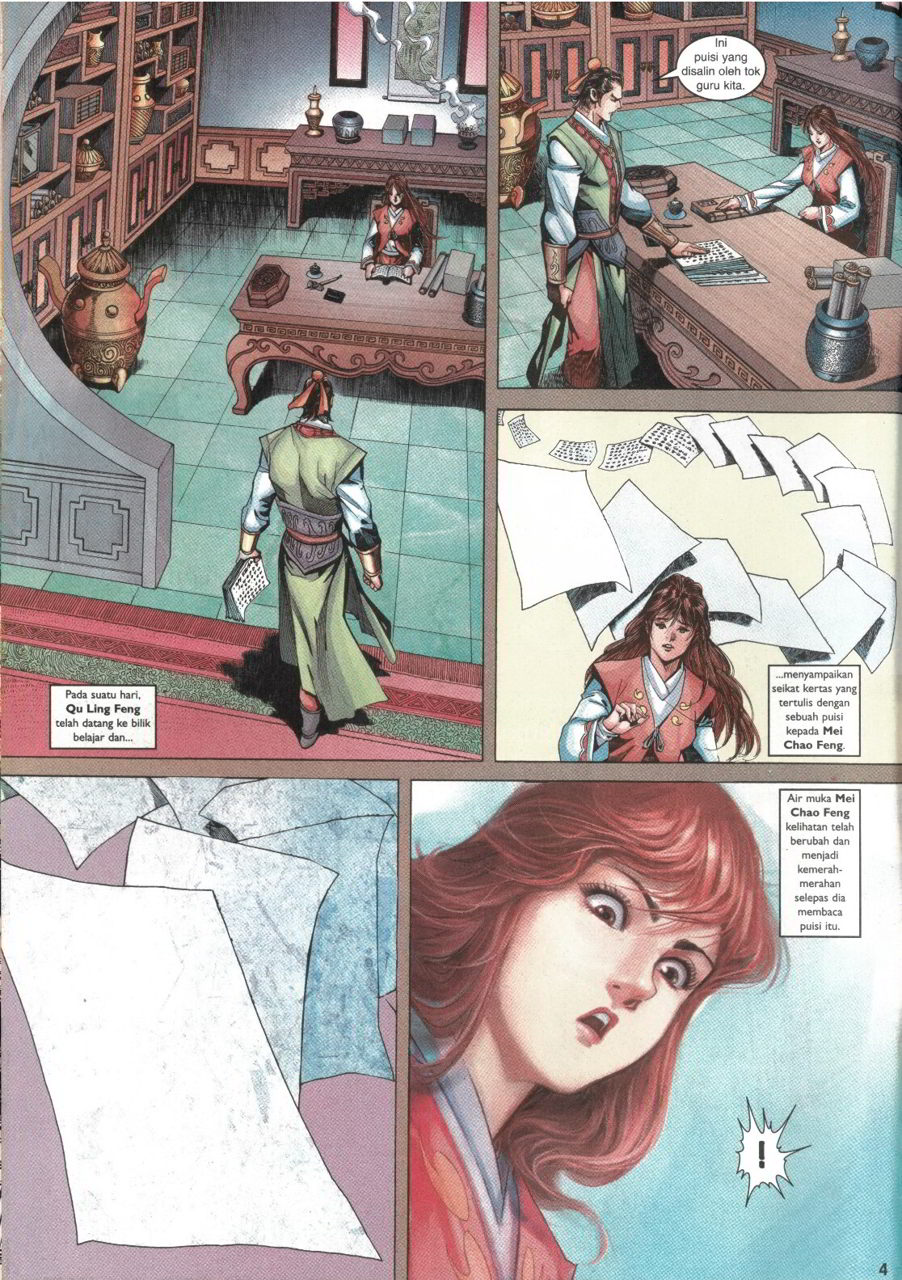 Pada suatu hari,
Qu Ling Feng
telah datang ke bilik
belajar dan...
Ini
puisi yang
disalin oleh tok
guru kita.
...menyampaikan
seikat kertas yang
tertulis dengan
sebuah puisi
kepada Mei
Chao Feng.
Air muka Mei
Chao Feng
kelihatan telah
berubah dan
menjadi
kemerah-
merahan
selepas dia
membaca
puisi itu.
!
4